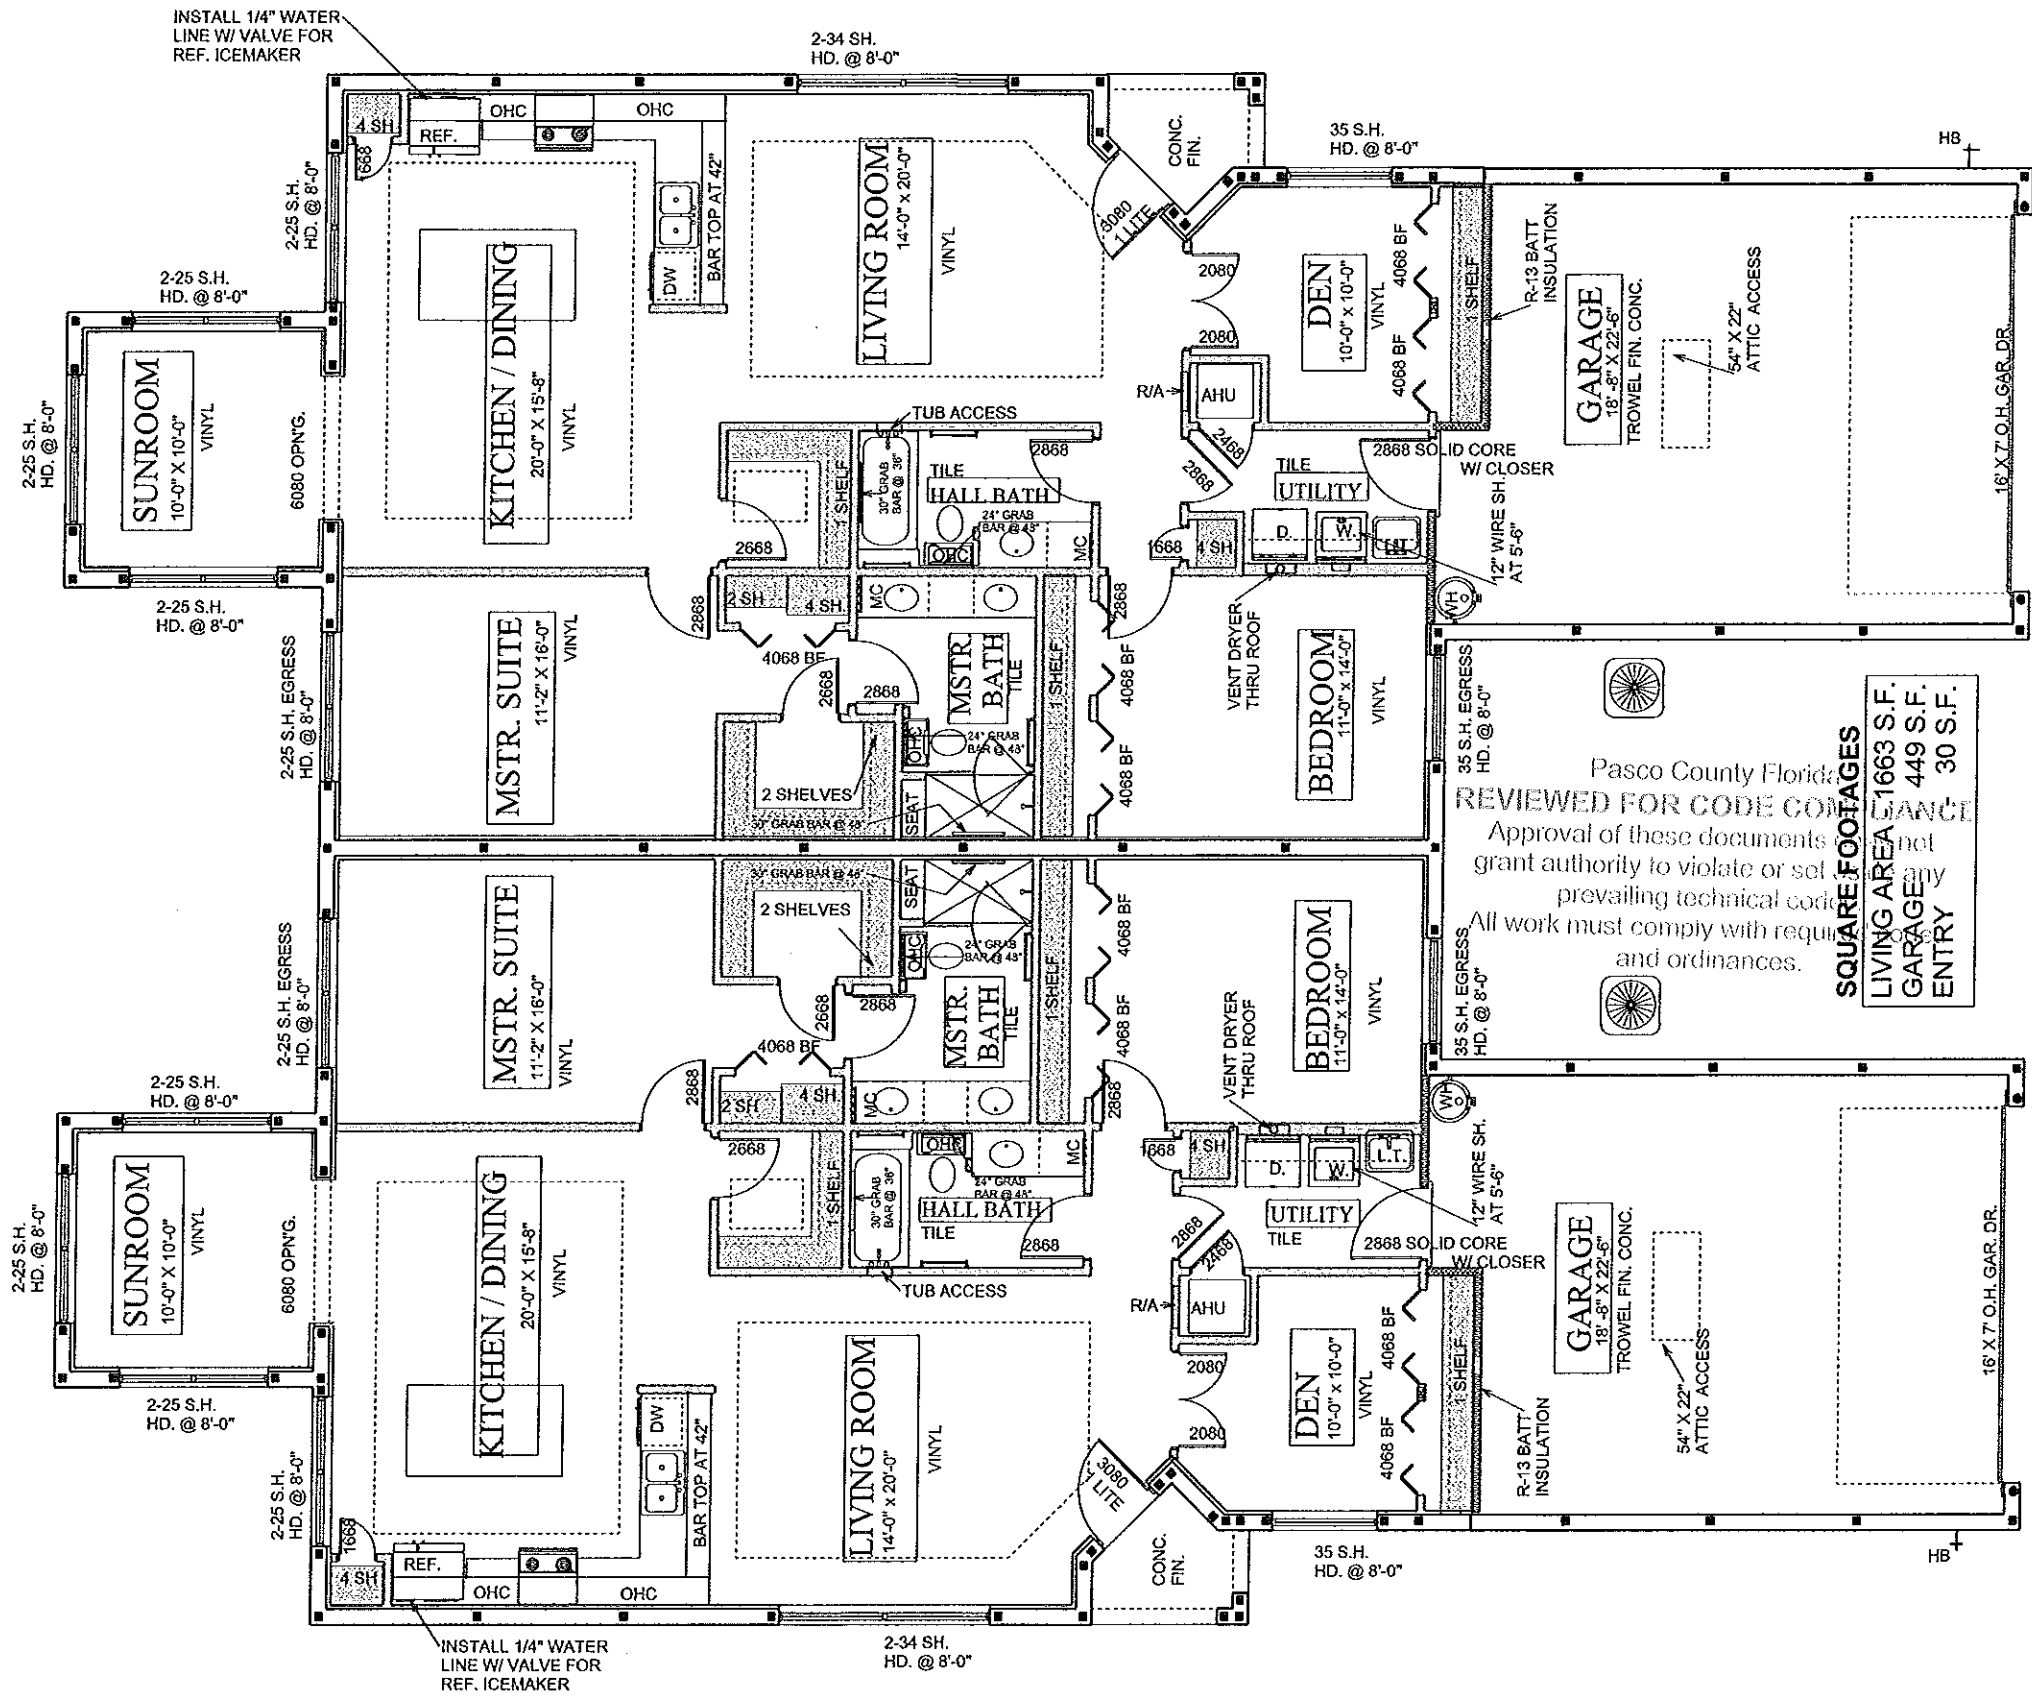 INSTALL 1/4" WATER
LINE W/ VALVE FOR
REF. ICEMAKER
2-34 SH.
HD. @ 8'-0"
4 SH
REF.
OHC
OHC
1668
2-25 S.H.
HD. @ 8'-0"
DW
BAR TOP AT 42"
KITCHEN / DINING
20'-0" X 15'-8"
VINYL
LIVING ROOM
14'-0" x 20'-0"
VINYL
3080
1 LITE
CONC.
FIN.
35 S.H.
HD. @ 8'-0"
HB
2080
2080
DEN
10'-0" X 10'-0"
VINYL
4068 BF
4068 BF
1 SHELF
R-13 BATT
INSULATION
GARAGE
18'-8" X 22'-6"
TROWEL FIN. CONC.
54" X 22"
ATTIC ACCESS
16' X 7' O.H. GAR. DR.
2-25 S.H.
HD. @ 8'-0"
2-25 S.H.
HD. @ 8'-0"
SUNROOM
10'-0" X 10'-0"
VINYL
6080 OPN'G.
2-25 S.H.
HD. @ 8'-0"
R/A
AHU
2468
2868
TUB ACCESS
2668
1 SHELF
30" GRAB
BAR @ 36"
TILE
HALL BATH
24" GRAB
BAR @ 48"
OHC
MC
2868
TILE
UTILITY
2868 SOLID CORE
W/ CLOSER
1668
4 SH
D.
W.
L.T.
12" WIRE SH.
AT 5'-6"
WH
2-25 S.H. EGRESS
HD. @ 8'-0"
MSTR. SUITE
11'-2" X 16'-0"
VINYL
2868
2 SH
4 SH.
4068 BF
2668
2868
MC
MSTR.
BATH
TILE
OHC
24" GRAB
BAR @ 48"
2 SHELVES
30" GRAB BAR @ 48"
SEAT
1 SHELF
2868
4068 BF
4068 BF
VENT DRYER
THRU ROOF
BEDROOM
11'-0" X 14'-0"
VINYL
35 S.H. EGRESS
HD. @ 8'-0"
Pasco County Florida
REVIEWED FOR CODE COMPLIANCE
Approval of these documents not
grant authority to violate or set any
prevailing technical
All work must comply with
and ordinances.
SQUARE FOOTAGES
LIVING AREA 1663 S.F.
GARAGE 449 S.F.
ENTRY 30 S.F.
2-25 S.H. EGRESS
HD. @ 8'-0"
MSTR. SUITE
11'-2" X 16'-0"
VINYL
30" GRAB BAR @ 48"
2 SHELVES
SEAT
OHC
24" GRAB
BAR @ 48"
MSTR.
BATH
TILE
1 SHELF
2668
2868
4068 BF
2868
2 SH
4 SH.
MC
4068 BF
4068 BF
2868
BEDROOM
11'-0" X 14'-0"
VINYL
VENT DRYER
THRU ROOF
35 S.H. EGRESS
HD. @ 8'-0"
WH
2-25 S.H.
HD. @ 8'-0"
2-25 S.H.
HD. @ 8'-0"
SUNROOM
10'-0" X 10'-0"
VINYL
6080 OPN'G.
2-25 S.H.
HD. @ 8'-0"
2668
1 SHELF
30" GRAB
BAR @ 36"
OHC
24" GRAB
BAR @ 48"
HALL BATH
TILE
MC
2868
TUB ACCESS
1668
4 SH
D.
W.
L.T.
12" WIRE SH.
AT 5'-6"
UTILITY
TILE
2868 SOLID CORE
W/ CLOSER
2868
2468
R/A
AHU
KITCHEN / DINING
20'-0" X 15'-8"
VINYL
DW
BAR TOP AT 42"
LIVING ROOM
14'-0" x 20'-0"
VINYL
2080
2080
DEN
10'-0" X 10'-0"
VINYL
4068 BF
4068 BF
1 SHELF
R-13 BATT
INSULATION
GARAGE
18'-8" X 22'-6"
TROWEL FIN. CONC.
54" X 22"
ATTIC ACCESS
16' X 7' O.H. GAR. DR.
2-25 S.H.
HD. @ 8'-0"
1668
4 SH
REF.
OHC
OHC
3080
1 LITE
CONC.
FIN.
35 S.H.
HD. @ 8'-0"
HB
INSTALL 1/4" WATER
LINE W/ VALVE FOR
REF. ICEMAKER
2-34 SH.
HD. @ 8'-0"